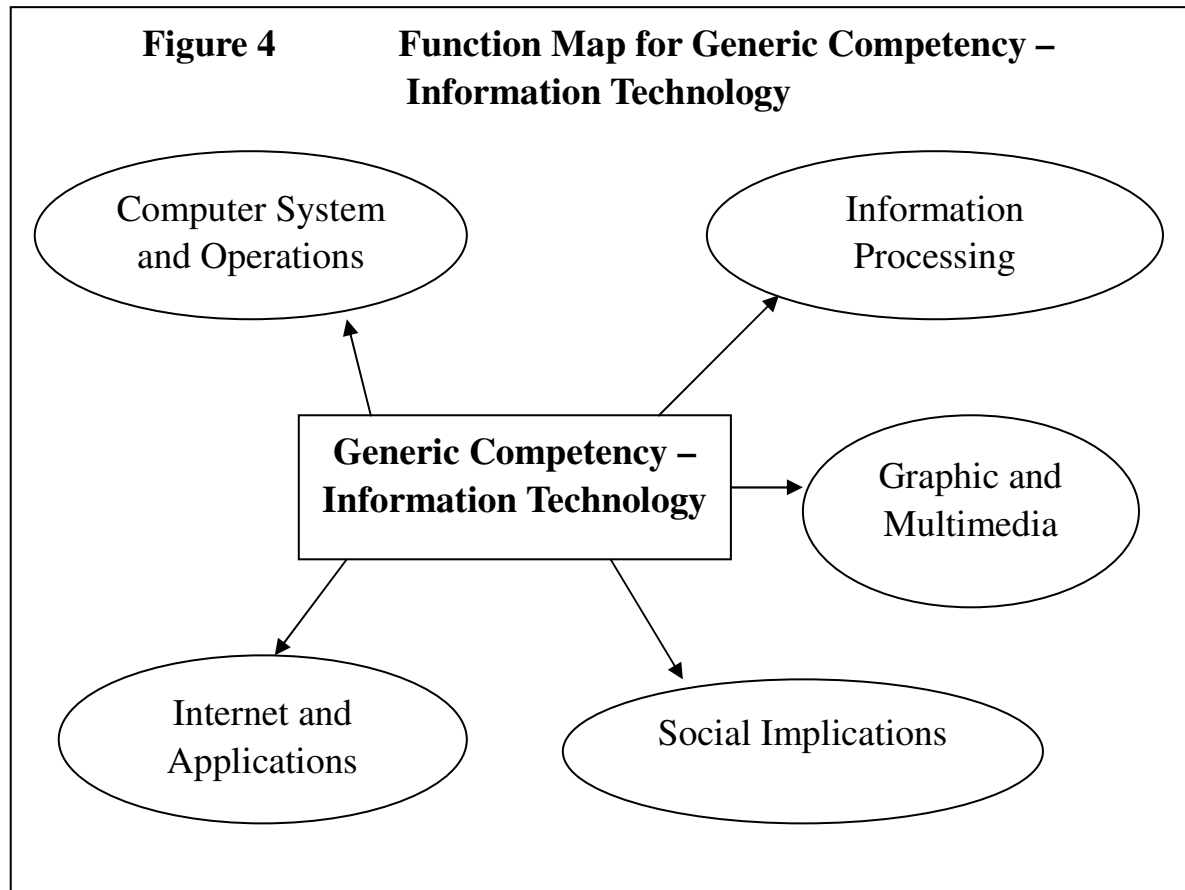 Figure 4 Function Map for Generic Competency –
Information Technology
Computer System
and Operations
Information
Processing
Generic Competency –
Information Technology
Graphic and
Multimedia
Internet and
Applications
Social Implications